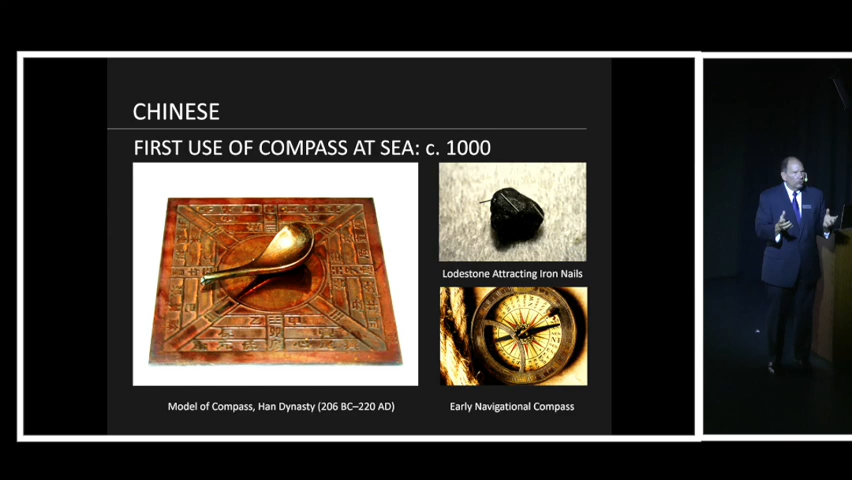 CHINESE
FIRST USE OF COMPASS AT SEA: c. 1000
Lodestone Attracting Iron Nails
Model of Compass, Han Dynasty (206 BC–220 AD)
Early Navigational Compass